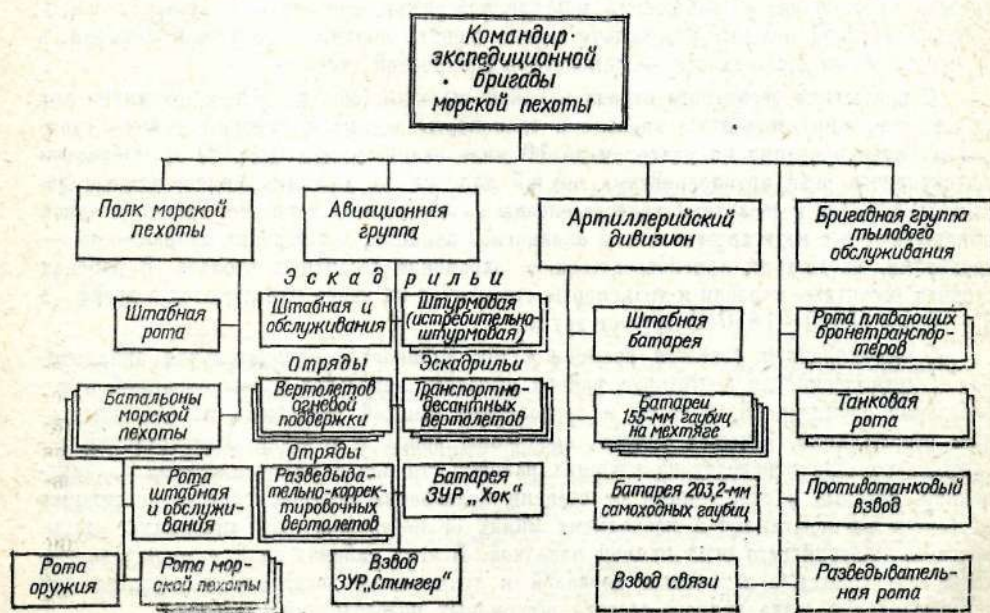 Командир
экспедиционной
бригады
морской пехоты
Полк морской
пехоты
Авиационная
группа
Артиллерийский
дивизион
Бригадная группа
тылового
обслуживания
Эскадрильи
Штабная
рота
Штабная и
обслуживания
Штурмовая
(истребительно-
штурмовая)
Штабная
батарея
Рота плавающих
бронетранспор-
теров
Отряды
Эскадрильи
Батальоны
морской
пехоты
Вертолетов
огневой
поддержки
Транспортно-
десантных
вертолетов
Батареи
155-мм гаубиц
на мехтяге
Танковая
рота
Отряды
Рота
штабная
и обслужи-
вания
Разведыва-
тельно-коррек-
тировочных
вертолетов
Батарея
ЗУР „Хок“
Батарея 203,2-мм
самоходных гаубиц
Противотанковый
взвод
Рота
оружия
Рота мор-
ской пехоты
Взвод
ЗУР„Стингер“
Взвод связи
Разведыватель-
ная рота